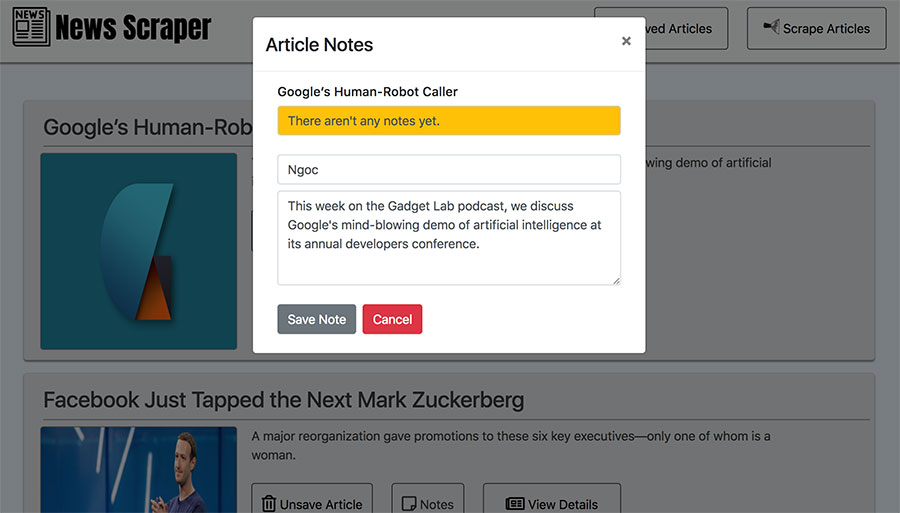 NEWS
News Scraper
ved Articles
Scrape Articles
Article Notes
×
Google’s Human-Robot Caller
There aren't any notes yet.
Ngoc
This week on the Gadget Lab podcast, we discuss
Google's mind-blowing demo of artificial intelligence at
its annual developers conference.
Save Note
Cancel
Google’s Human-Rob
wing demo of artificial
Facebook Just Tapped the Next Mark Zuckerberg
A major reorganization gave promotions to these six key executives—only one of whom is a
woman.
Unsave Article
Notes
View Details